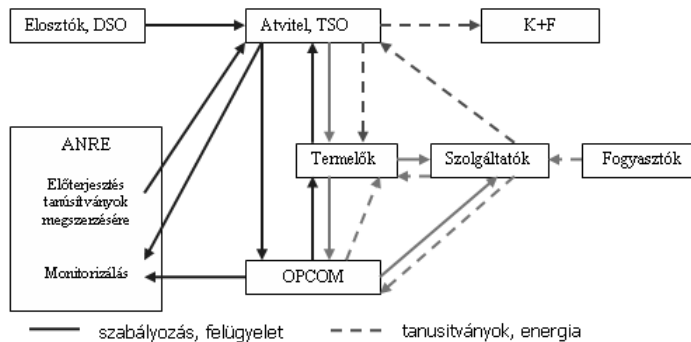 Elosztók, DSO
Atvitel, TSO
K+F
ANRE
Előterjesztés
tanúsítványok
megszerzésére
Monitorizálás
Termelők
Szolgáltatók
Fogyasztók
OPCOM
szabályozás, felügyelet
tanusitványok, energia